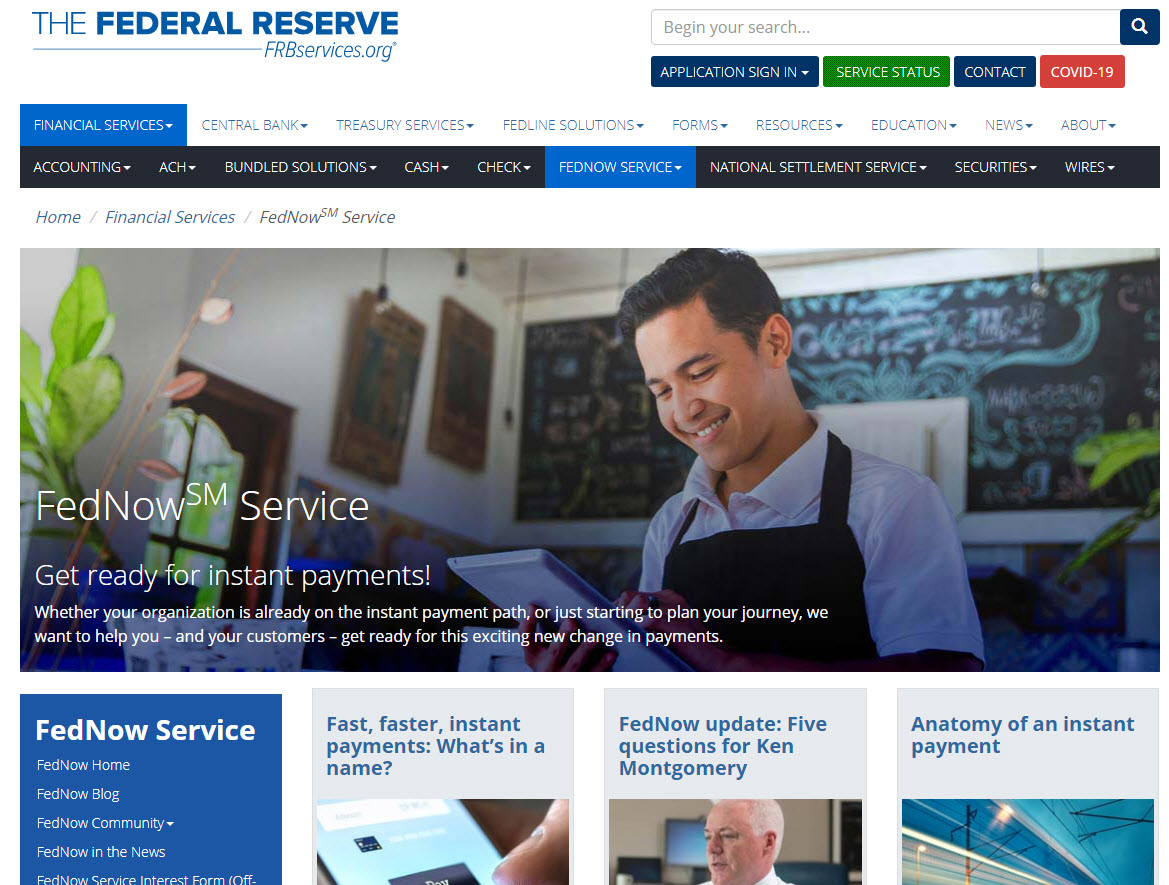 THE FEDERAL RESERVE
FRBservices.org®
Begin your search...
APPLICATION SIGN IN
SERVICE STATUS
CONTACT
COVID-19
FINANCIAL SERVICES
CENTRAL BANK
TREASURY SERVICES
FEDLINE SOLUTIONS
FORMS
RESOURCES
EDUCATION
NEWS
ABOUT
ACCOUNTING
ACH
BUNDLED SOLUTIONS
CASH
CHECK
FEDNOW SERVICE
NATIONAL SETTLEMENT SERVICE
SECURITIES
WIRES
Home / Financial Services / FedNowSM Service
FedNowSM Service
Get ready for instant payments!
Whether your organization is already on the instant payment path, or just starting to plan your journey, we
want to help you – and your customers – get ready for this exciting new change in payments.
FedNow Service
FedNow Home
FedNow Blog
FedNow Community
FedNow in the News
FedNow Service Interest Form (Off-
Fast, faster, instant
payments: What’s in a
name?
Pay
FedNow update: Five
questions for Ken
Montgomery
Anatomy of an instant
payment